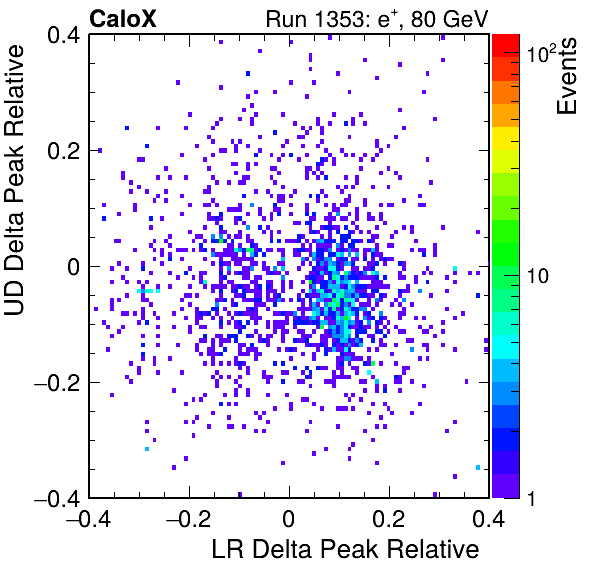 CaloX Run 1353: e⁺, 80 GeV
UD Delta Peak Relative
0.4
0.2
0
−0.2
−0.4
−0.4 −0.2 0 0.2 0.4
LR Delta Peak Relative
10²
10
1
Events